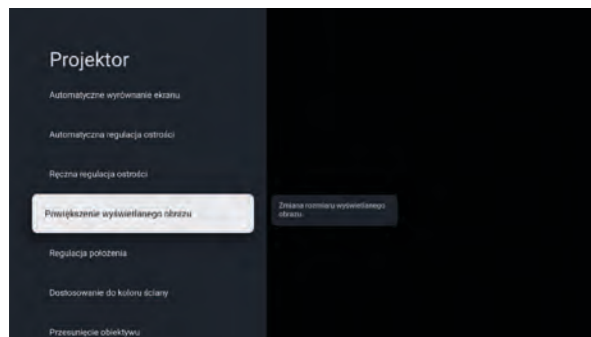 Projektor
Automatyczne wyrównanie ekranu
Automatyczna regulacja ostrości
Ręczna regulacja ostrości
Powiększenie wyświetlanego obrazu
Zmiana rozmiaru wyświetlanego
obrazu.
Regulacja położenia
Dostosowanie do koloru ściany
Przesunięcie obiektywu